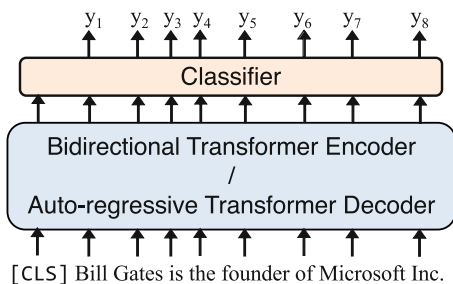 y1 y2 y3 y4 y5 y6 y7 y8
Classifier
Bidirectional Transformer Encoder
/
Auto-regressive Transformer Decoder
[CLS] Bill Gates is the founder of Microsoft Inc.